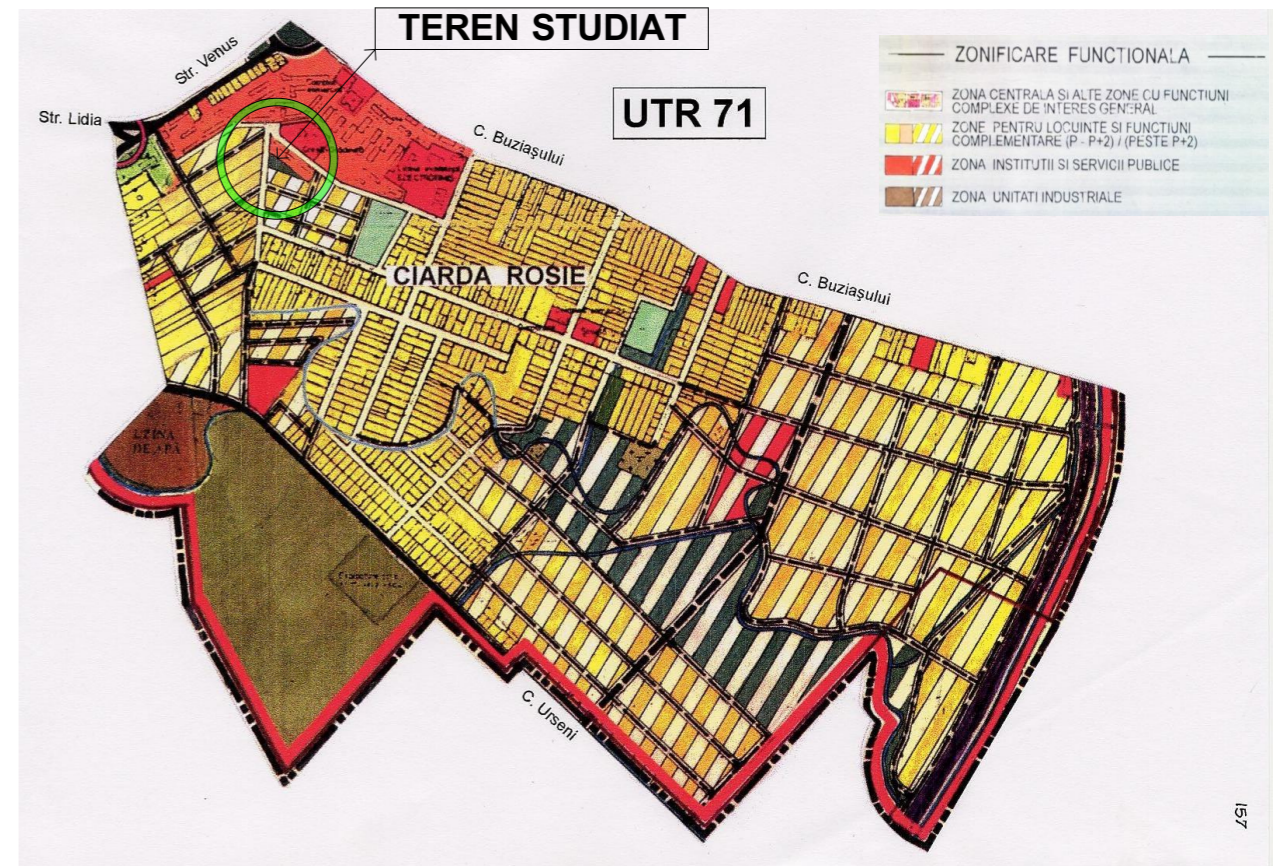 TEREN STUDIAT
Str. Venus
Str. Lidia
UTR 71
C. Buziaşului
ZONIFICARE FUNCTIONALA
ZONA CENTRALA SI ALTE ZONE CU FUNCTIUNI
COMPLEXE DE INTERES GENERAL
ZONE PENTRU LOCUINTE SI FUNCTIUNI
COMPLEMENTARE (P - P+2) / (PESTE P+2)
ZONA INSTITUTII SI SERVICII PUBLICE
ZONA UNITATI INDUSTRIALE
CIARDA ROSIE
C. Buziaşului
UZINA
DE APA
C. Urseni
157